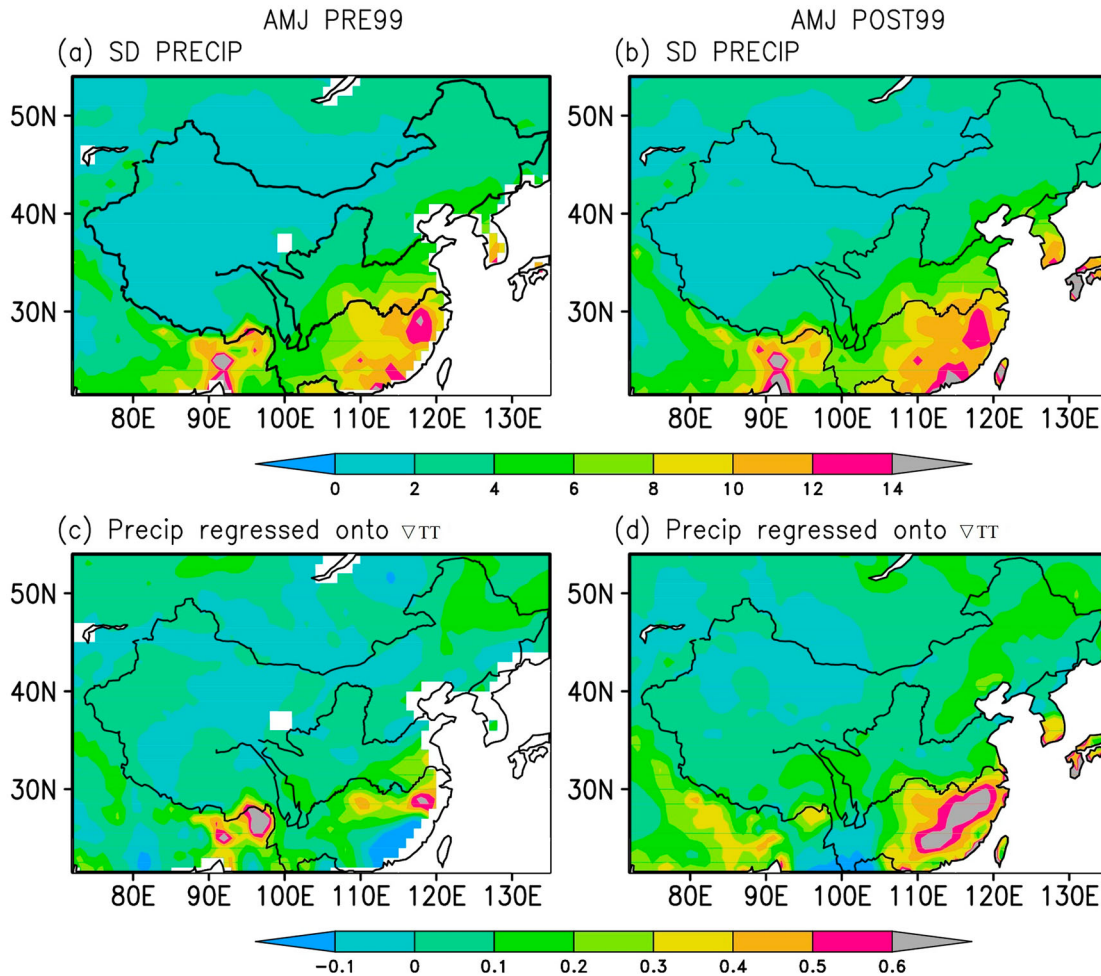 AMJ PRE99 AMJ POST99
(a) SD PRECIP (b) SD PRECIP
50N 50N
40N 40N
30N 30N
80E 90E 100E 110E 120E 130E 80E 90E 100E 110E 120E 130E
0 2 4 6 8 10 12 14
(c) Precip regressed onto ▽TT (d) Precip regressed onto ▽TT
50N 50N
40N 40N
30N 30N
80E 90E 100E 110E 120E 130E 80E 90E 100E 110E 120E 130E
−0.1 0 0.1 0.2 0.3 0.4 0.5 0.6